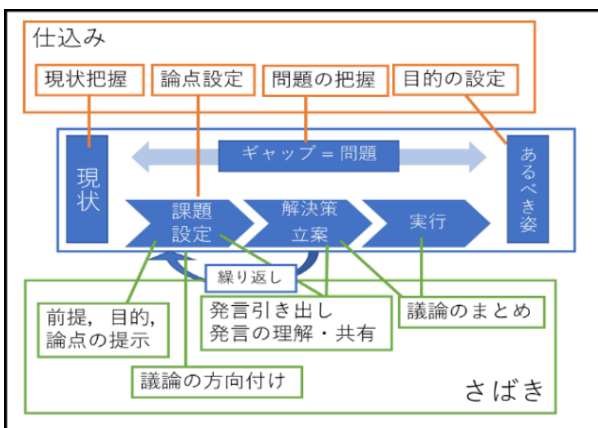 仕込み
現状把握
論点設定
問題の把握
目的の設定
現状
ギャップ＝問題
あるべき姿
課題
設定
解決策
立案
実行
繰り返し
前提，目的，
論点の提示
発言引き出し
発言の理解・共有
議論のまとめ
議論の方向付け
さばき